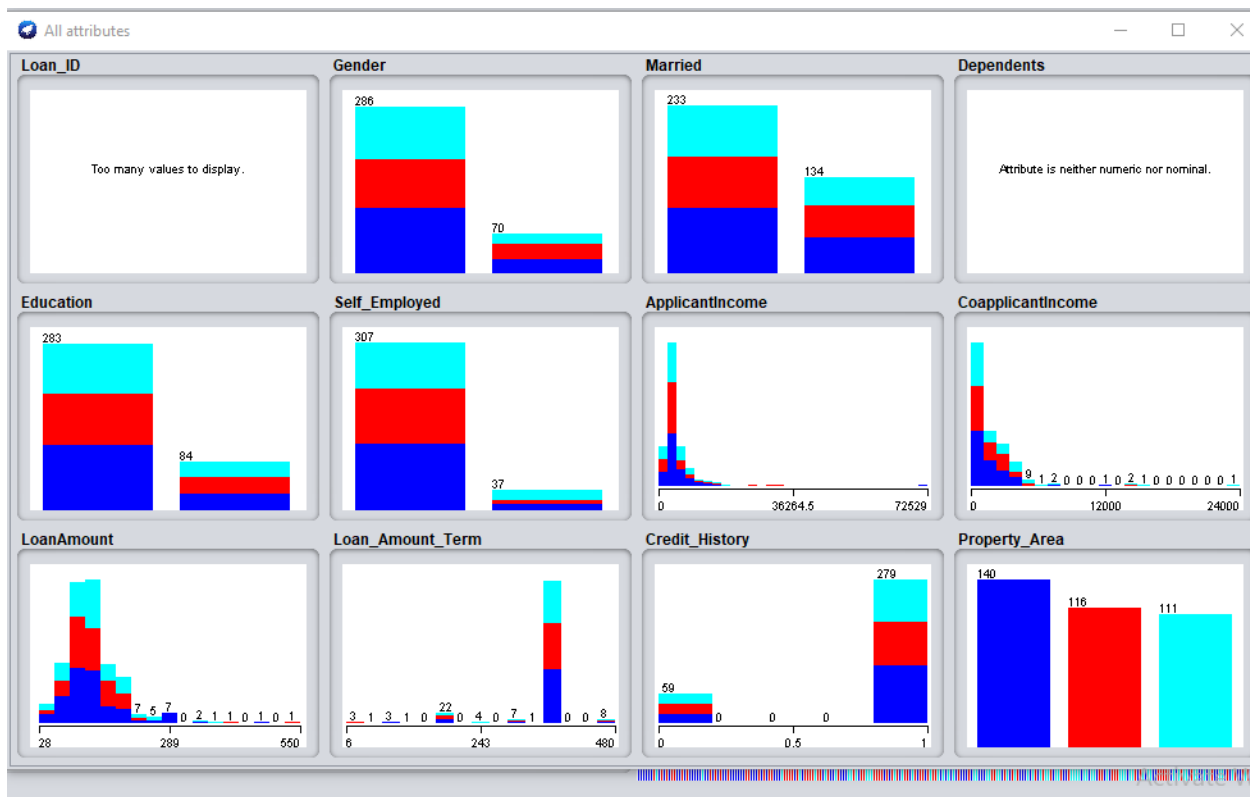 All attributes
Loan_ID
Gender
Married
Dependents
Too many values to display.
286
70
233
134
Attribute is neither numeric nor nominal.
Education
Self_Employed
ApplicantIncome
CoapplicantIncome
283
84
307
37
0 36264.5 72529
9 1 2 0 0 0 1 0 2 1 0 0 0 0 0 1
0 12000 24000
LoanAmount
Loan_Amount_Term
Credit_History
Property_Area
7 5 7 0 2 1 1 0 1 0 1
28 289 550
3 1 3 1 0 22 0 4 0 7 1 0 0 8
6 243 480
59 0 0 0 279
0 0.5 1
140
116
111